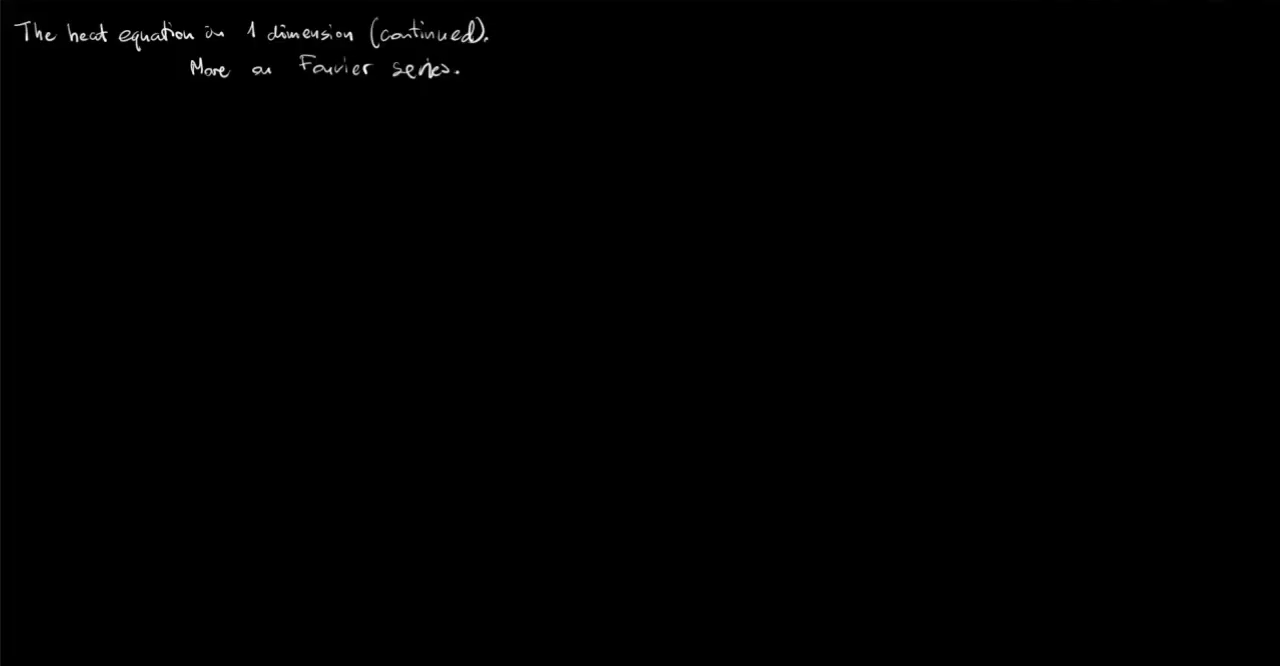 The heat equation in 1 dimension (continued).
More on Fourier series.